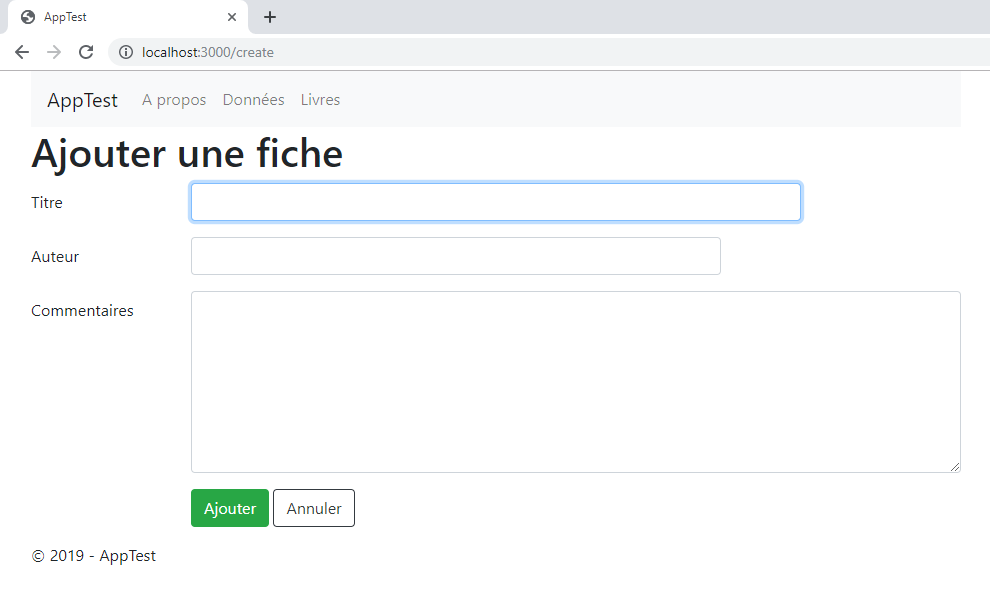 AppTest
localhost:3000/create
AppTest A propos Données Livres
Ajouter une fiche
Titre
Auteur
Commentaires
Ajouter Annuler
© 2019 - AppTest